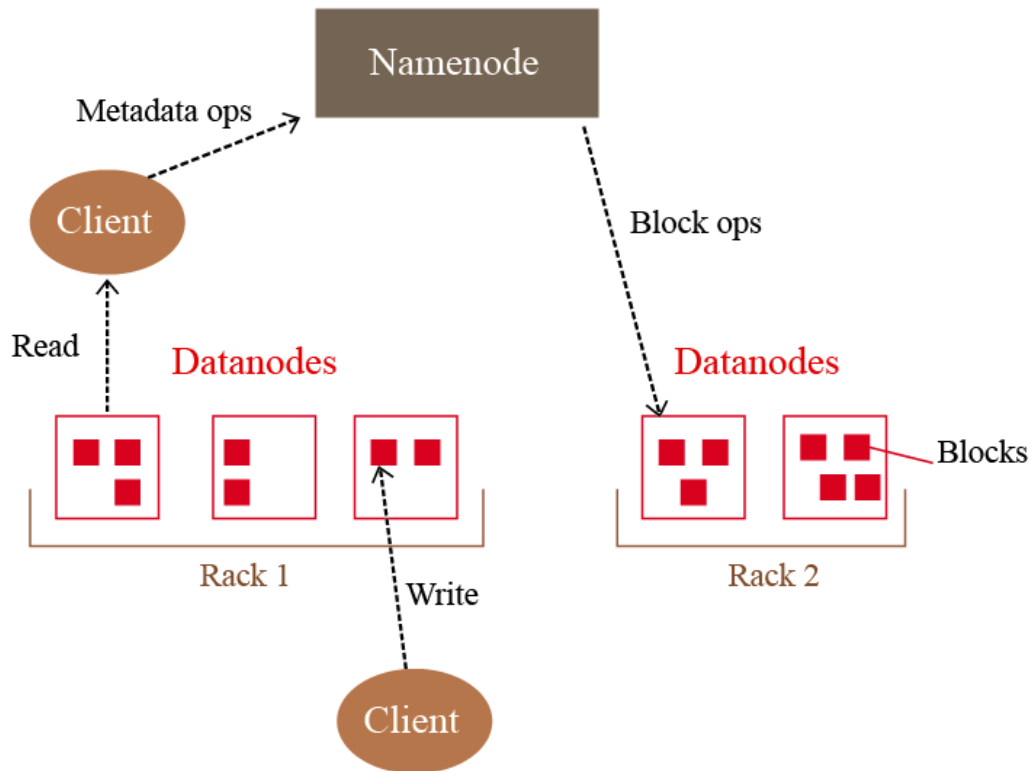 Namenode
Metadata ops
Client
Block ops
Read
Datanodes
Datanodes
Blocks
Rack 1
Rack 2
Write
Client